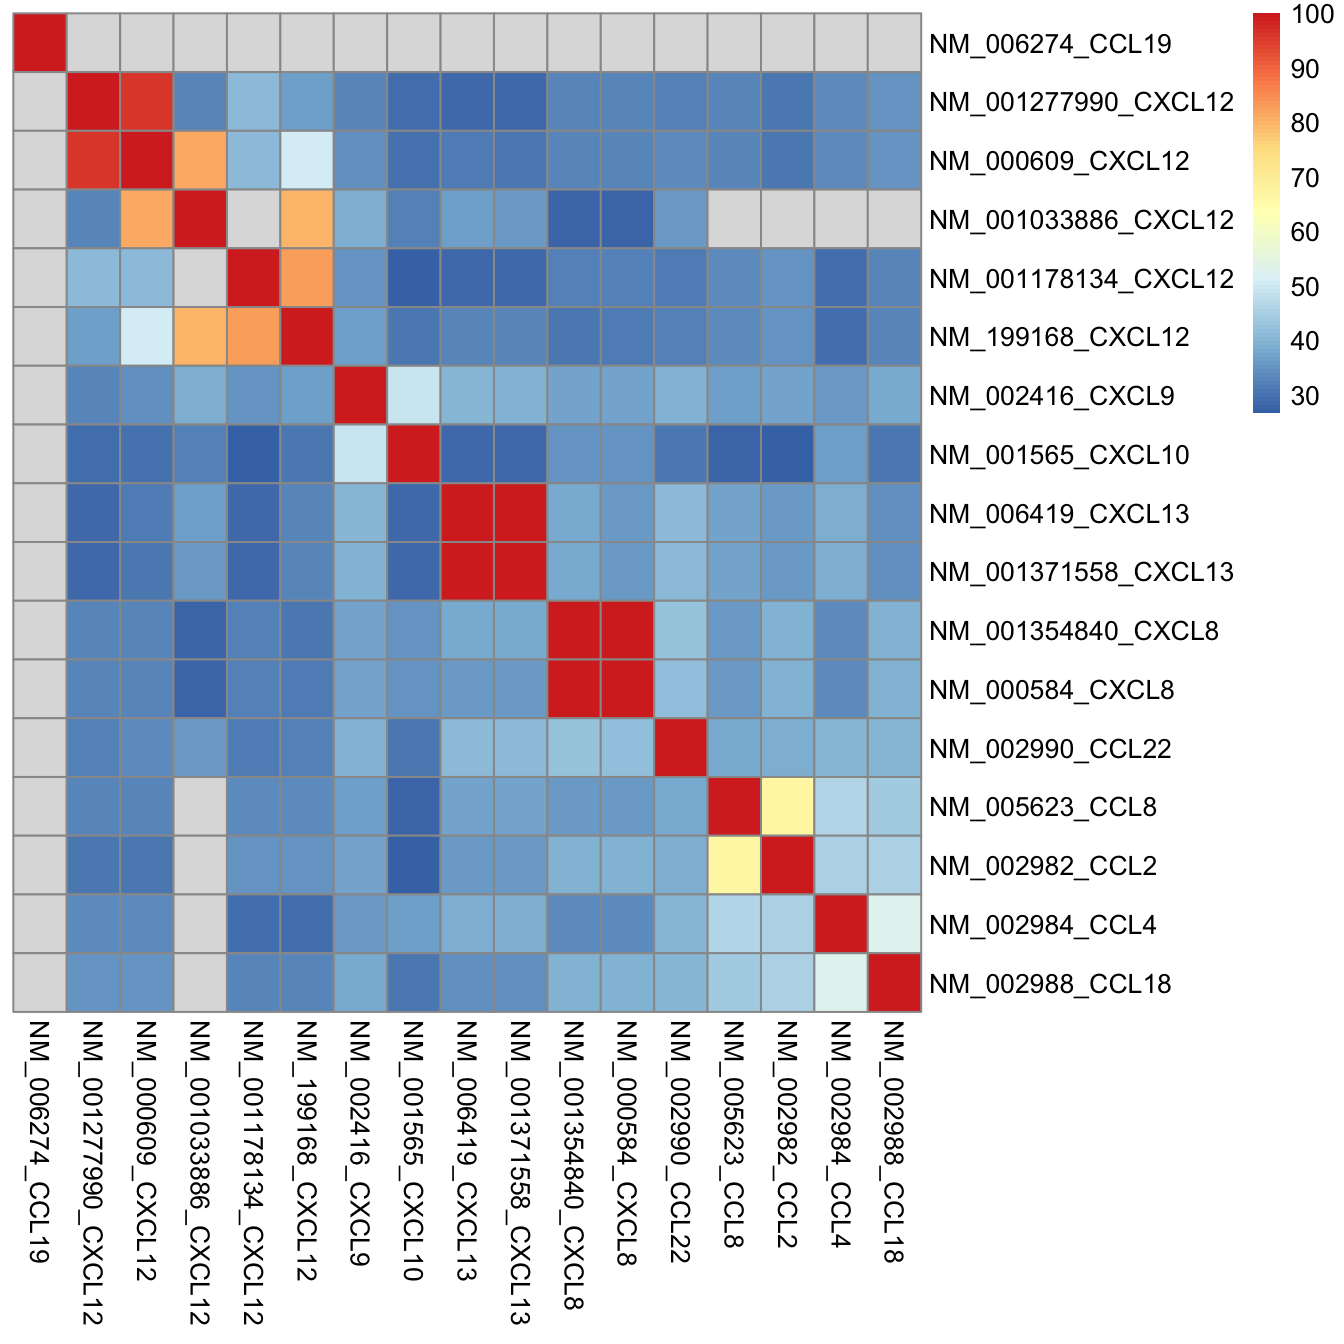 NM_006274_CCL19
NM_001277990_CXCL12
NM_000609_CXCL12
NM_001033886_CXCL12
NM_001178134_CXCL12
NM_199168_CXCL12
NM_002416_CXCL9
NM_001565_CXCL10
NM_006419_CXCL13
NM_001371558_CXCL13
NM_001354840_CXCL8
NM_000584_CXCL8
NM_002990_CCL22
NM_005623_CCL8
NM_002982_CCL2
NM_002984_CCL4
NM_002988_CCL18
100
90
80
70
60
50
40
30
NM_006274_CCL19
NM_001277990_CXCL12
NM_000609_CXCL12
NM_001033886_CXCL12
NM_001178134_CXCL12
NM_199168_CXCL12
NM_002416_CXCL9
NM_001565_CXCL10
NM_006419_CXCL13
NM_001371558_CXCL13
NM_001354840_CXCL8
NM_000584_CXCL8
NM_002990_CCL22
NM_005623_CCL8
NM_002982_CCL2
NM_002984_CCL4
NM_002988_CCL18